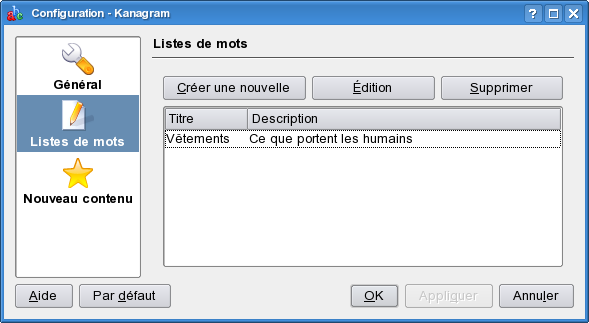 Configuration - Kanagram
Général
Listes de mots
Nouveau contenu
Listes de mots
Créer une nouvelle
Édition
Supprimer
Titre Description
Vêtements Ce que portent les humains
Aide
Par défaut
OK
Appliquer
Annuler